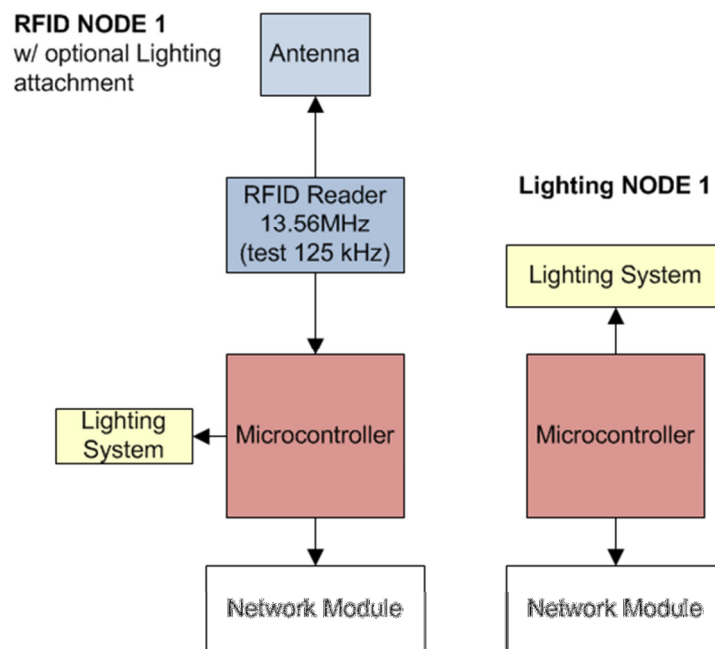 RFID NODE 1
w/ optional Lighting
attachment
Antenna
RFID Reader
13.56MHz
(test 125 kHz)
Lighting
System
Microcontroller
Network Module
Lighting NODE 1
Lighting System
Microcontroller
Network Module